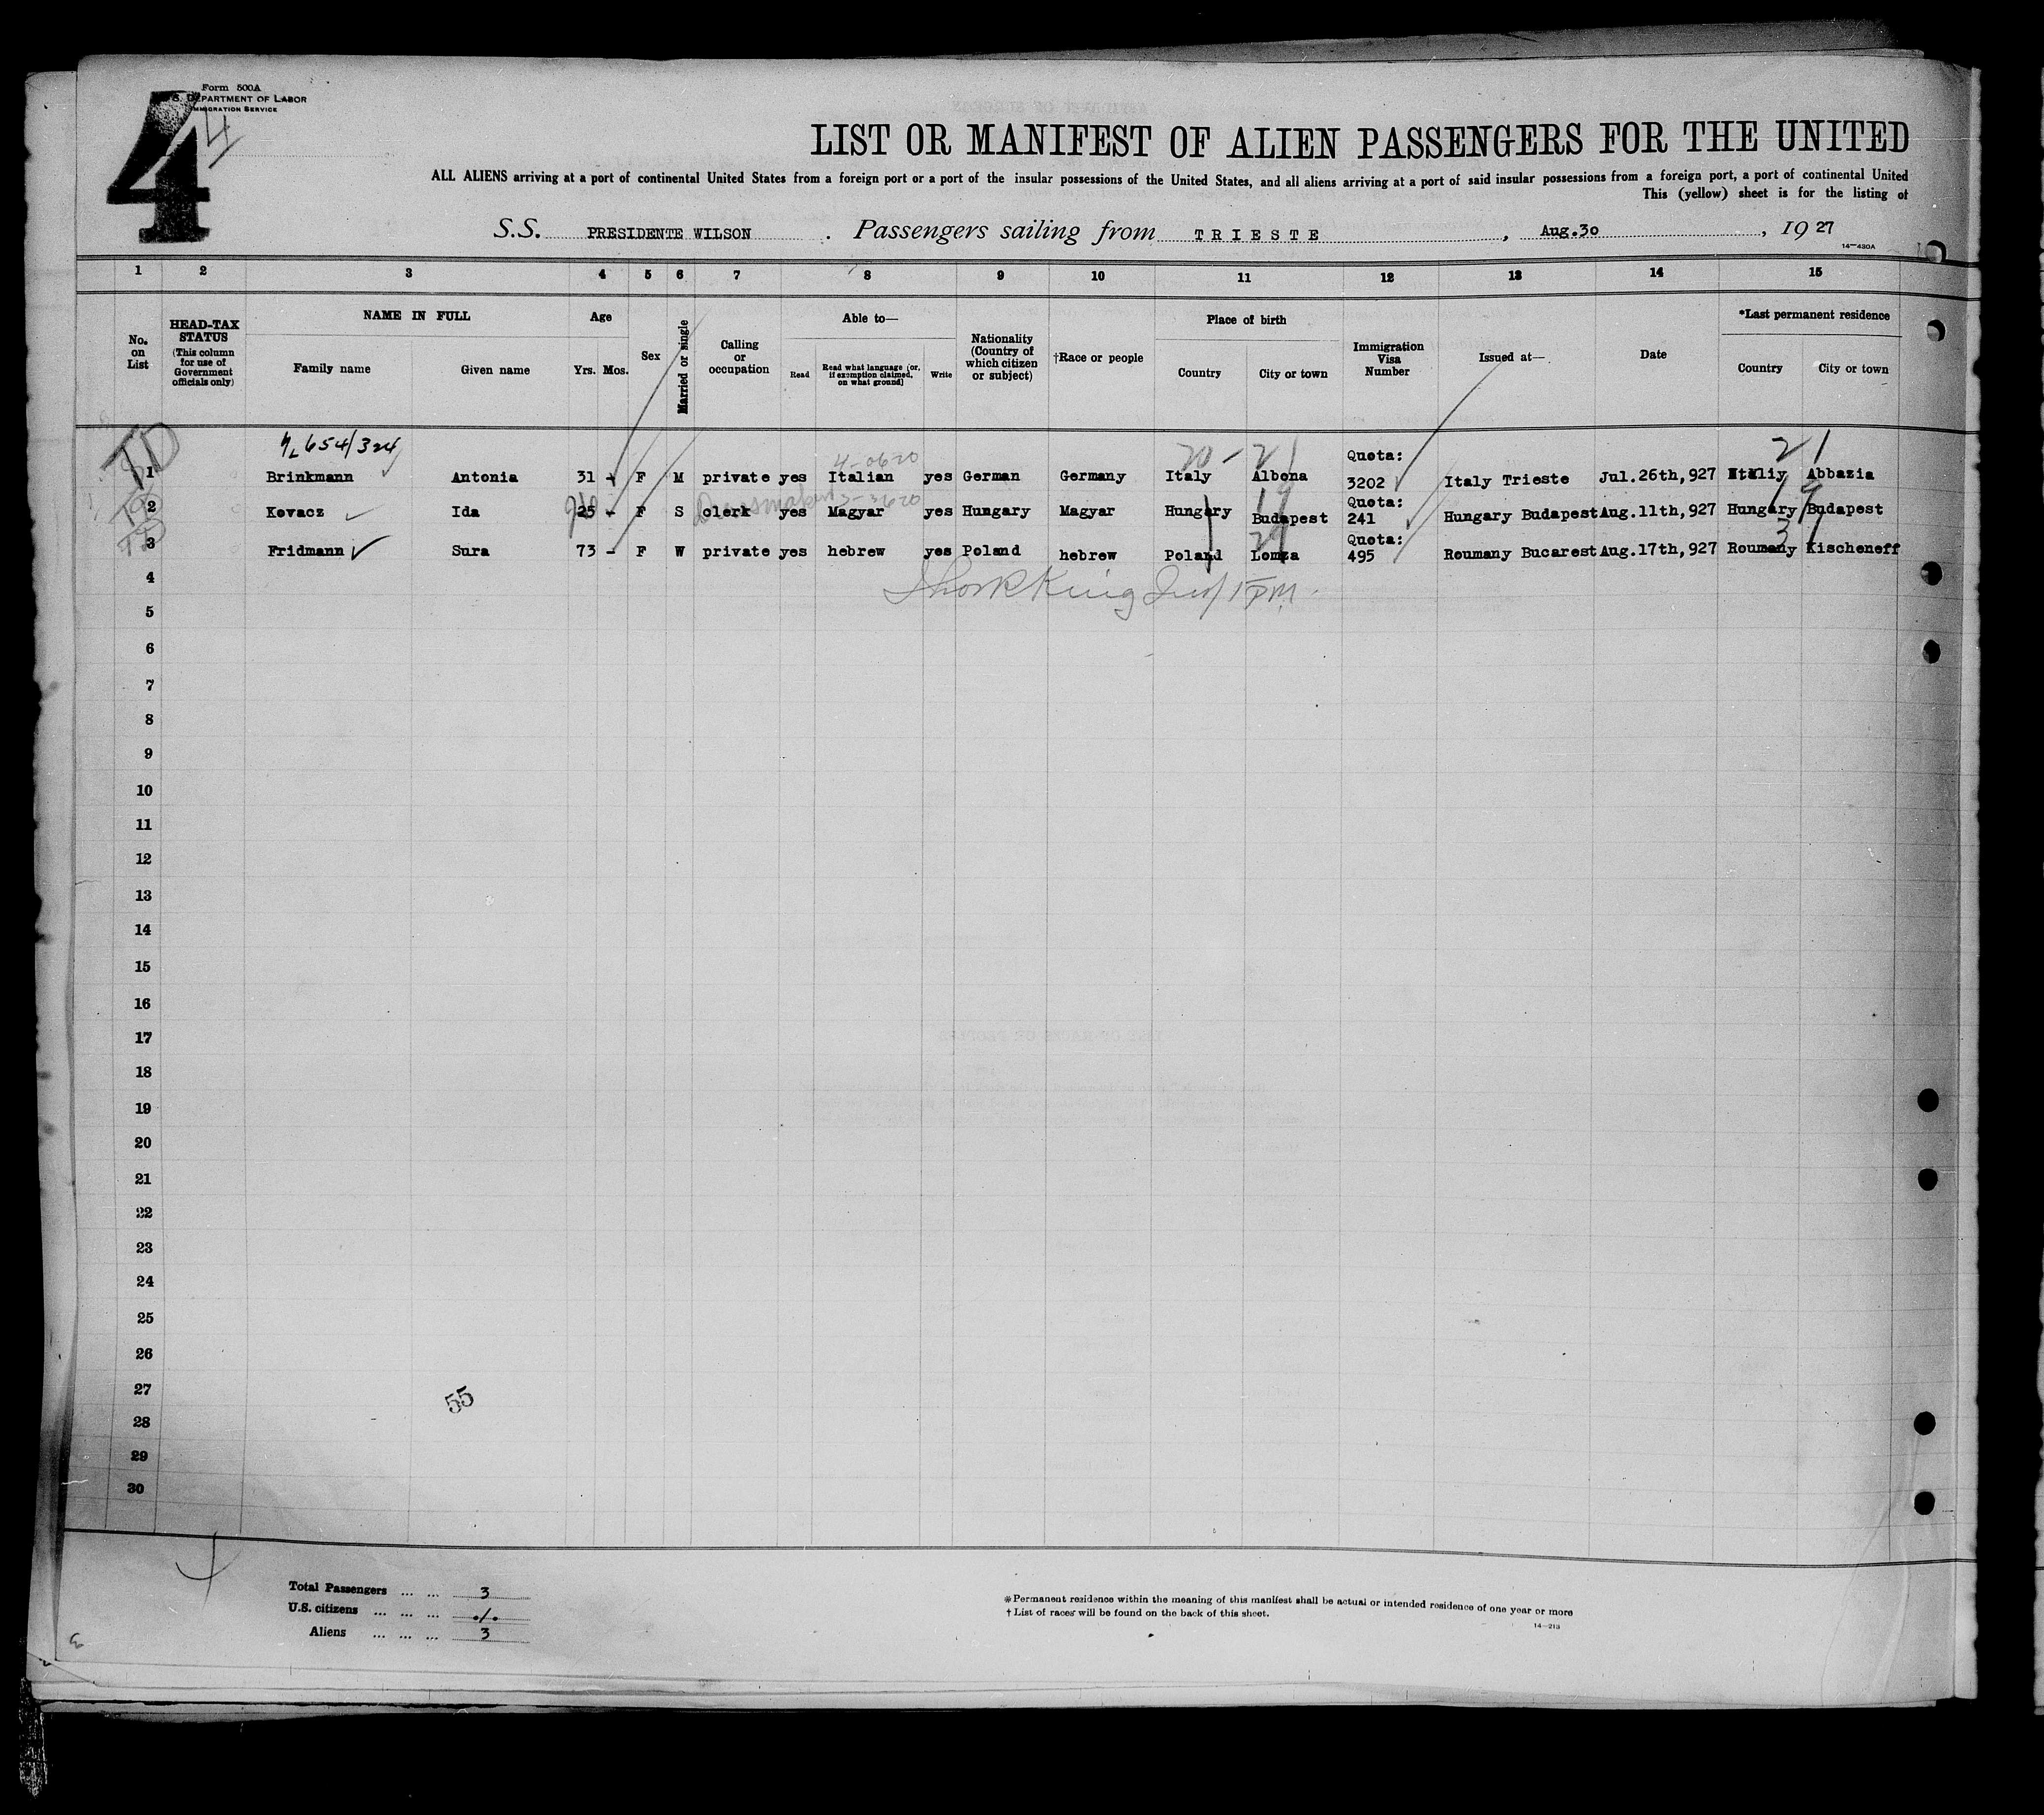 Form 500A
DEPARTMENT OF LABOR
IMMIGRATION SERVICE
4
4
LIST OR MANIFEST OF ALIEN PASSENGERS FOR THE UNITED
ALL ALIENS arriving at a port of continental United States from a foreign port or a port of the insular possessions of the United States, and all aliens arriving at a port of said insular possessions from a foreign port, a port of continental United
This (yellow) sheet is for the listing of
S.S. PRESIDENTE WILSON . Passengers sailing from TRIESTE , Aug.30 , 19 27
14-430A
1 2 3 4 5 6 7 8 9 10 11 12 13 14 15
No. on List
HEAD-TAX STATUS (This column for use of Government officials only)
NAME IN FULL
Family name Given name
Age
Yrs. Mos.
Sex
Married or single
Calling or occupation
Able to—
Read Read what language (or, if exemption claimed, on what ground) Write
Nationality (Country of which citizen or subject)
†Race or people
Place of birth
Country City or town
Immigration Visa Number
Issued at—
Date
*Last permanent residence
Country City or town
TD 654/324 20 - 21 21
1 Brinkmann Antonia 31 - F M private yes Italian yes German Germany Italy Albona Quota: 3202 Italy Trieste Jul.26th,927 Abbazia
2 Kovacz Ida 25 - F S clerk yes Magyar yes Hungary Magyar Hungary Budapest Quota: 241 Hungary Budapest Aug.11th,927 Hungary Budapest
3 Fridmann Sura 73 - F W private yes hebrew yes Poland hebrew Poland Lomza Quota: 495 Roumany Bucarest Aug.17th,927 Roumany Kischeneff
4
5
6
7
8
9
10
11
12
13
14
15
16
17
18
19
20
21
22
23
24
25
26
27
28
29
30
55
Total Passengers ... ... 3
U.S. citizens ... ... ... ./.
Aliens ... ... ... 3
*Permanent residence within the meaning of this manifest shall be actual or intended residence of one year or more
† List of races will be found on the back of this sheet.
14-213